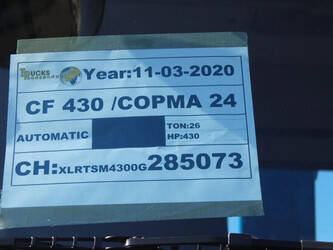 TRUCKS Year:11-03-2020
CF 430 /COPMA 24
AUTOMATIC TON:26
HP:430
CH:XLRTSM4300G285073